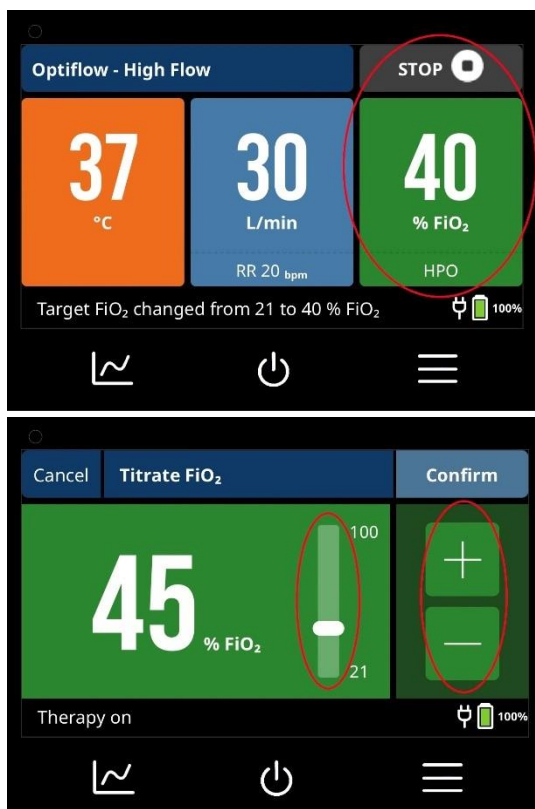 Optiflow - High Flow
STOP
37
°C
30
L/min
RR 20 bpm
40
% FiO₂
HPO
Target FiO₂ changed from 21 to 40 % FiO₂
100%
Cancel
Titrate FiO₂
Confirm
45
% FiO₂
100
21
Therapy on
100%